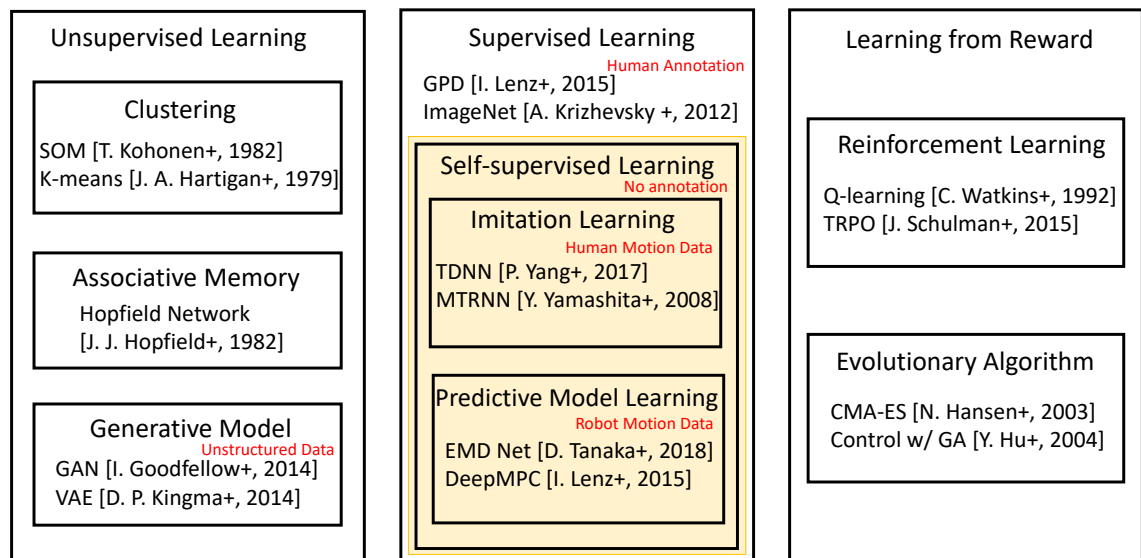 Unsupervised Learning
Clustering
SOM [T. Kohonen+, 1982]
K-means [J. A. Hartigan+, 1979]
Associative Memory
Hopfield Network
[J. J. Hopfield+, 1982]
Generative Model
Unstructured Data
GAN [I. Goodfellow+, 2014]
VAE [D. P. Kingma+, 2014]
Supervised Learning
Human Annotation
GPD [I. Lenz+, 2015]
ImageNet [A. Krizhevsky +, 2012]
Self-supervised Learning
No annotation
Imitation Learning
Human Motion Data
TDNN [P. Yang+, 2017]
MTRNN [Y. Yamashita+, 2008]
Predictive Model Learning
Robot Motion Data
EMD Net [D. Tanaka+, 2018]
DeepMPC [I. Lenz+, 2015]
Learning from Reward
Reinforcement Learning
Q-learning [C. Watkins+, 1992]
TRPO [J. Schulman+, 2015]
Evolutionary Algorithm
CMA-ES [N. Hansen+, 2003]
Control w/ GA [Y. Hu+, 2004]